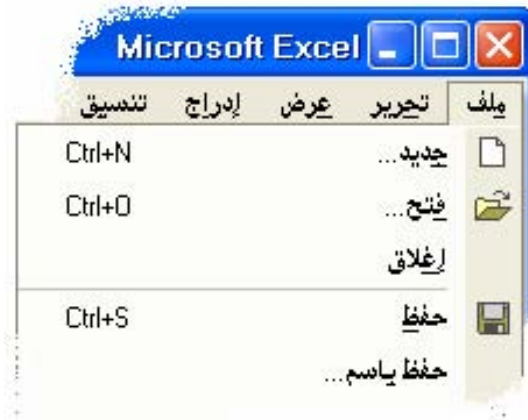 Microsoft Excel
ملف تحرير عرض إدراج تنسيق
جديد... Ctrl+N
فتح... Ctrl+O
إغلاق
حفظ Ctrl+S
حفظ باسم...